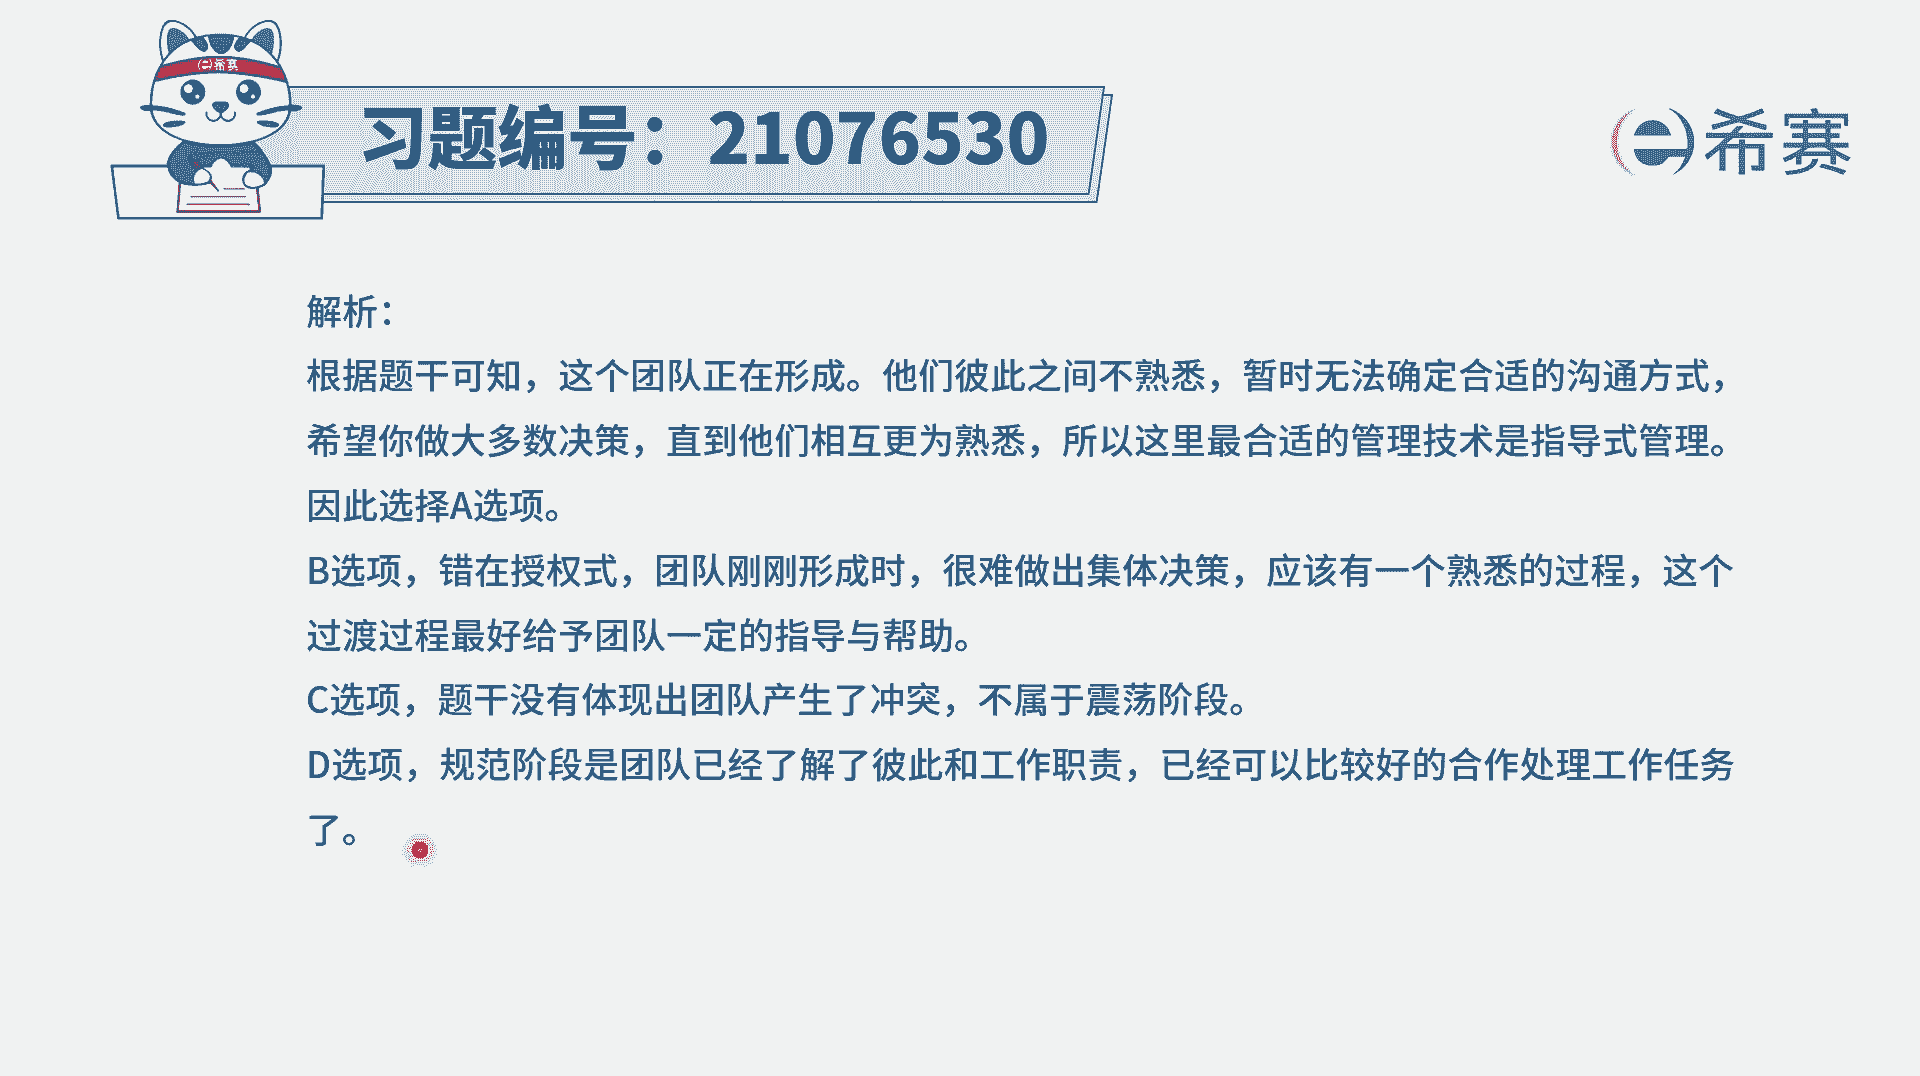 希赛
习题编号：21076530
希赛
解析：
根据题干可知，这个团队正在形成。他们彼此之间不熟悉，暂时无法确定合适的沟通方式，
希望你做大多数决策，直到他们相互更为熟悉，所以这里最合适的管理技术是指导式管理。
因此选择A选项。
B选项，错在授权式，团队刚刚形成时，很难做出集体决策，应该有一个熟悉的过程，这个
过渡过程最好给予团队一定的指导与帮助。
C选项，题干没有体现出团队产生了冲突，不属于震荡阶段。
D选项，规范阶段是团队已经了解了彼此和工作职责，已经可以比较好的合作处理工作任务
了。